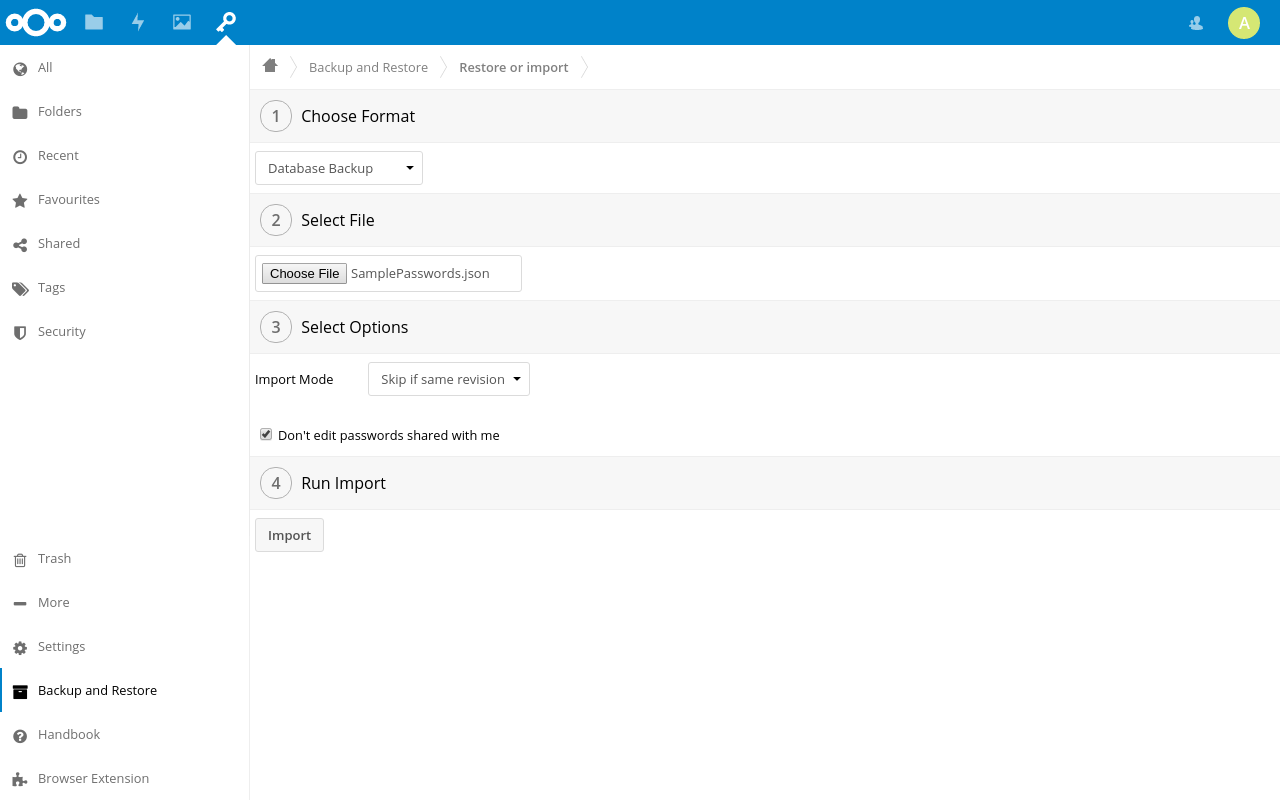 A
All
Folders
Recent
Favourites
Shared
Tags
Security
Trash
More
Settings
Backup and Restore
Handbook
Browser Extension
Backup and Restore
Restore or import
1 Choose Format
Database Backup
2 Select File
Choose File SamplePasswords.json
3 Select Options
Import Mode Skip if same revision
Don't edit passwords shared with me
4 Run Import
Import